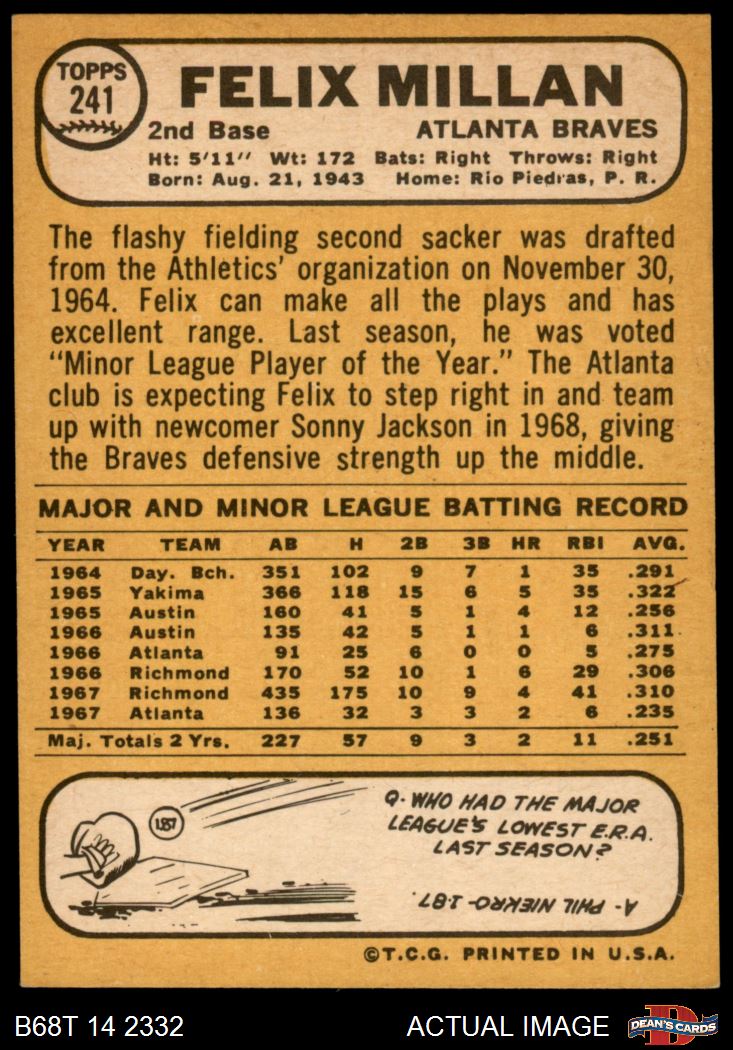 TOPPS
241
FELIX MILLAN
2nd Base ATLANTA BRAVES
Ht: 5'11" Wt: 172 Bats: Right Throws: Right
Born: Aug. 21, 1943 Home: Rio Piedras, P. R.
The flashy fielding second sacker was drafted
from the Athletics' organization on November 30,
1964. Felix can make all the plays and has
excellent range. Last season, he was voted
"Minor League Player of the Year." The Atlanta
club is expecting Felix to step right in and team
up with newcomer Sonny Jackson in 1968, giving
the Braves defensive strength up the middle.
MAJOR AND MINOR LEAGUE BATTING RECORD
YEAR TEAM AB H 2B 3B HR RBI AVG.
1964 Day. Bch. 351 102 9 7 1 35 .291
1965 Yakima 366 118 15 6 5 35 .322
1965 Austin 160 41 5 1 4 12 .256
1966 Austin 135 42 5 1 1 6 .311
1966 Atlanta 91 25 6 0 0 5 .275
1966 Richmond 170 52 10 1 6 29 .306
1967 Richmond 435 175 10 9 4 41 .310
1967 Atlanta 136 32 3 3 2 6 .235
Maj. Totals 2 Yrs. 227 57 9 3 2 11 .251
1.87
Q- WHO HAD THE MAJOR
LEAGUE'S LOWEST E.R.A.
LAST SEASON?
A- PHIL NIEKRO-1.87.
©T.C.G. PRINTED IN U.S.A.
B68T 14 2332 ACTUAL IMAGE
D
DEAN'S CARDS